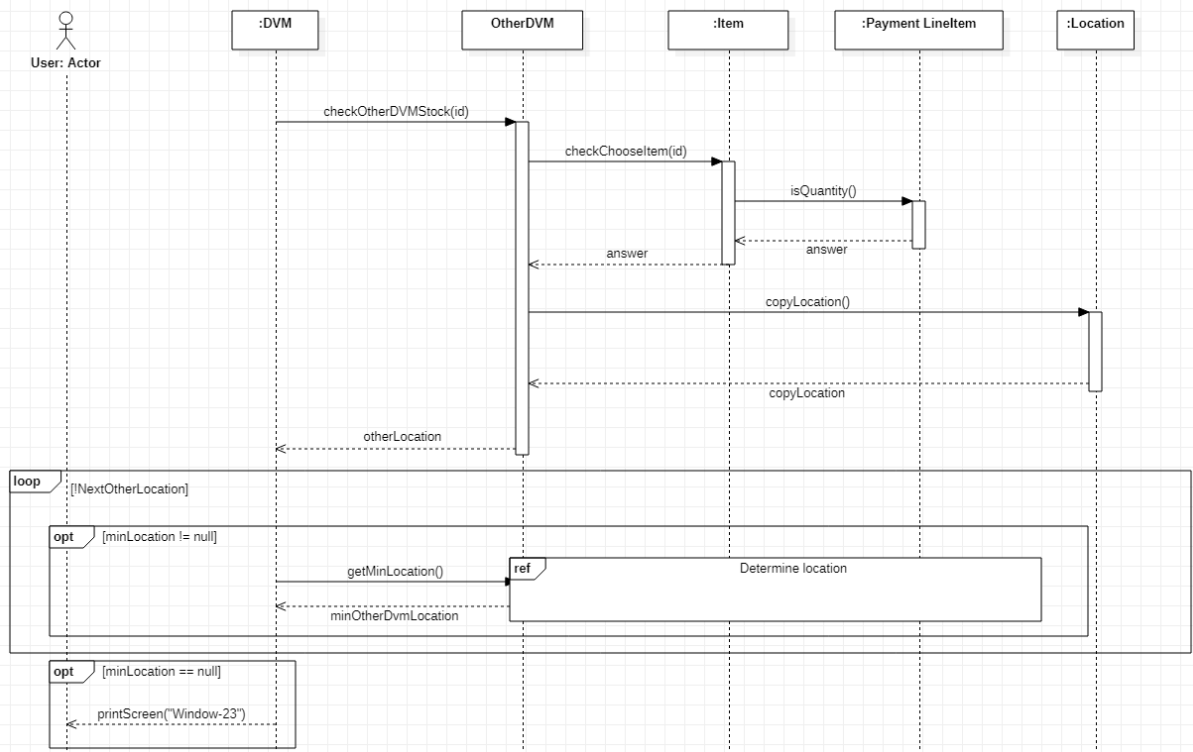 :DVM
OtherDVM
:Item
:Payment LineItem
:Location
User: Actor
checkOtherDVMStock(id)
checkChooseItem(id)
isQuantity()
answer
answer
copyLocation()
copyLocation
otherLocation
loop
[!NextOtherLocation]
opt
[minLocation != null]
ref
Determine location
getMinLocation()
minOtherDvmLocation
opt
[minLocation == null]
printScreen("Window-23")